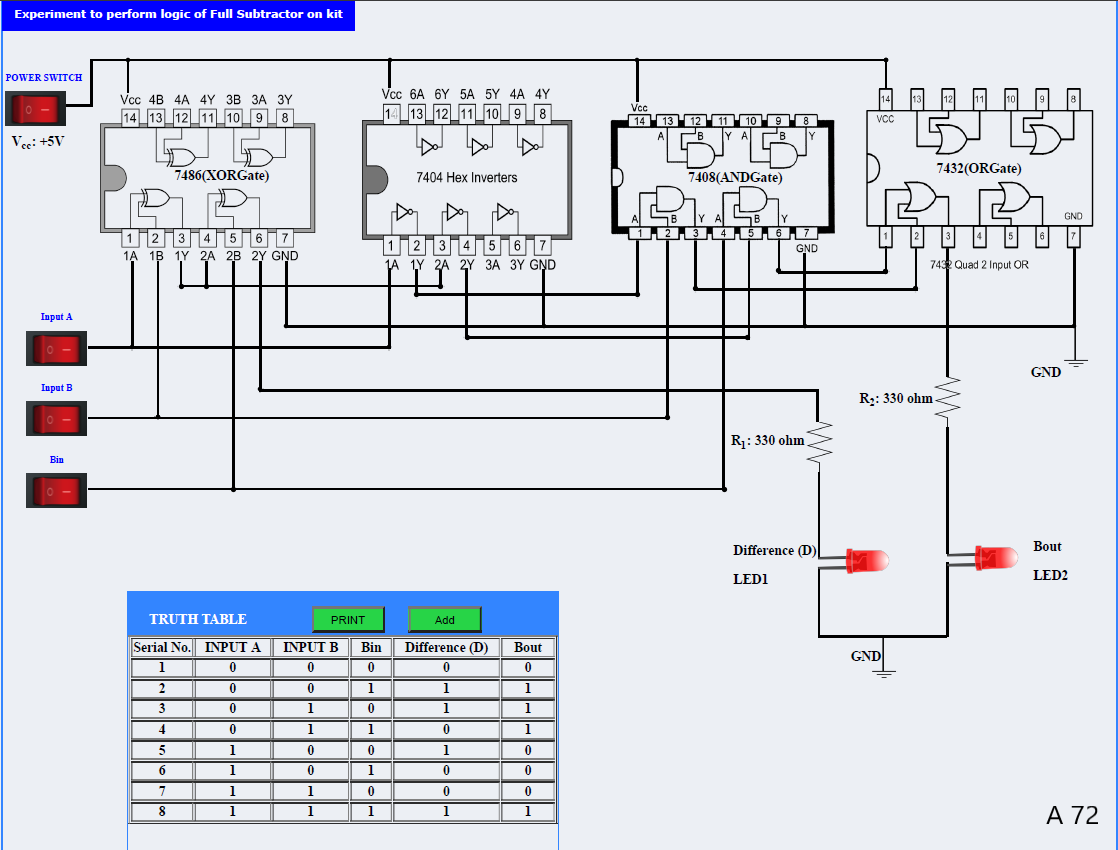 Experiment to perform logic of Full Subtractor on kit
POWER SWITCH
Vcc: +5V
Vcc 4B 4A 4Y 3B 3A 3Y
14 13 12 11 10 9 8
7486(XORGate)
1 2 3 4 5 6 7
1A 1B 1Y 2A 2B 2Y GND
Vcc 6A 6Y 5A 5Y 4A 4Y
14 13 12 11 10 9 8
7404 Hex Inverters
1 2 3 4 5 6 7
1A 1Y 2A 2Y 3A 3Y GND
Vcc
14 13 12 11 10 9 8
A B Y A B Y
7408(ANDGate)
A B Y A B Y
1 2 3 4 5 6 7
GND
14 13 12 11 10 9 8
VCC
7432(ORGate)
GND
1 2 3 4 5 6 7
7432 Quad 2 Input OR
Input A
Input B
Bin
GND
R2: 330 ohm
R1: 330 ohm
Difference (D)
LED1
Bout
LED2
GND
TRUTH TABLE PRINT Add
Serial No. INPUT A INPUT B Bin Difference (D) Bout
1 0 0 0 0 0
2 0 0 1 1 1
3 0 1 0 1 1
4 0 1 1 0 1
5 1 0 0 1 0
6 1 0 1 0 0
7 1 1 0 0 0
8 1 1 1 1 1
A 72